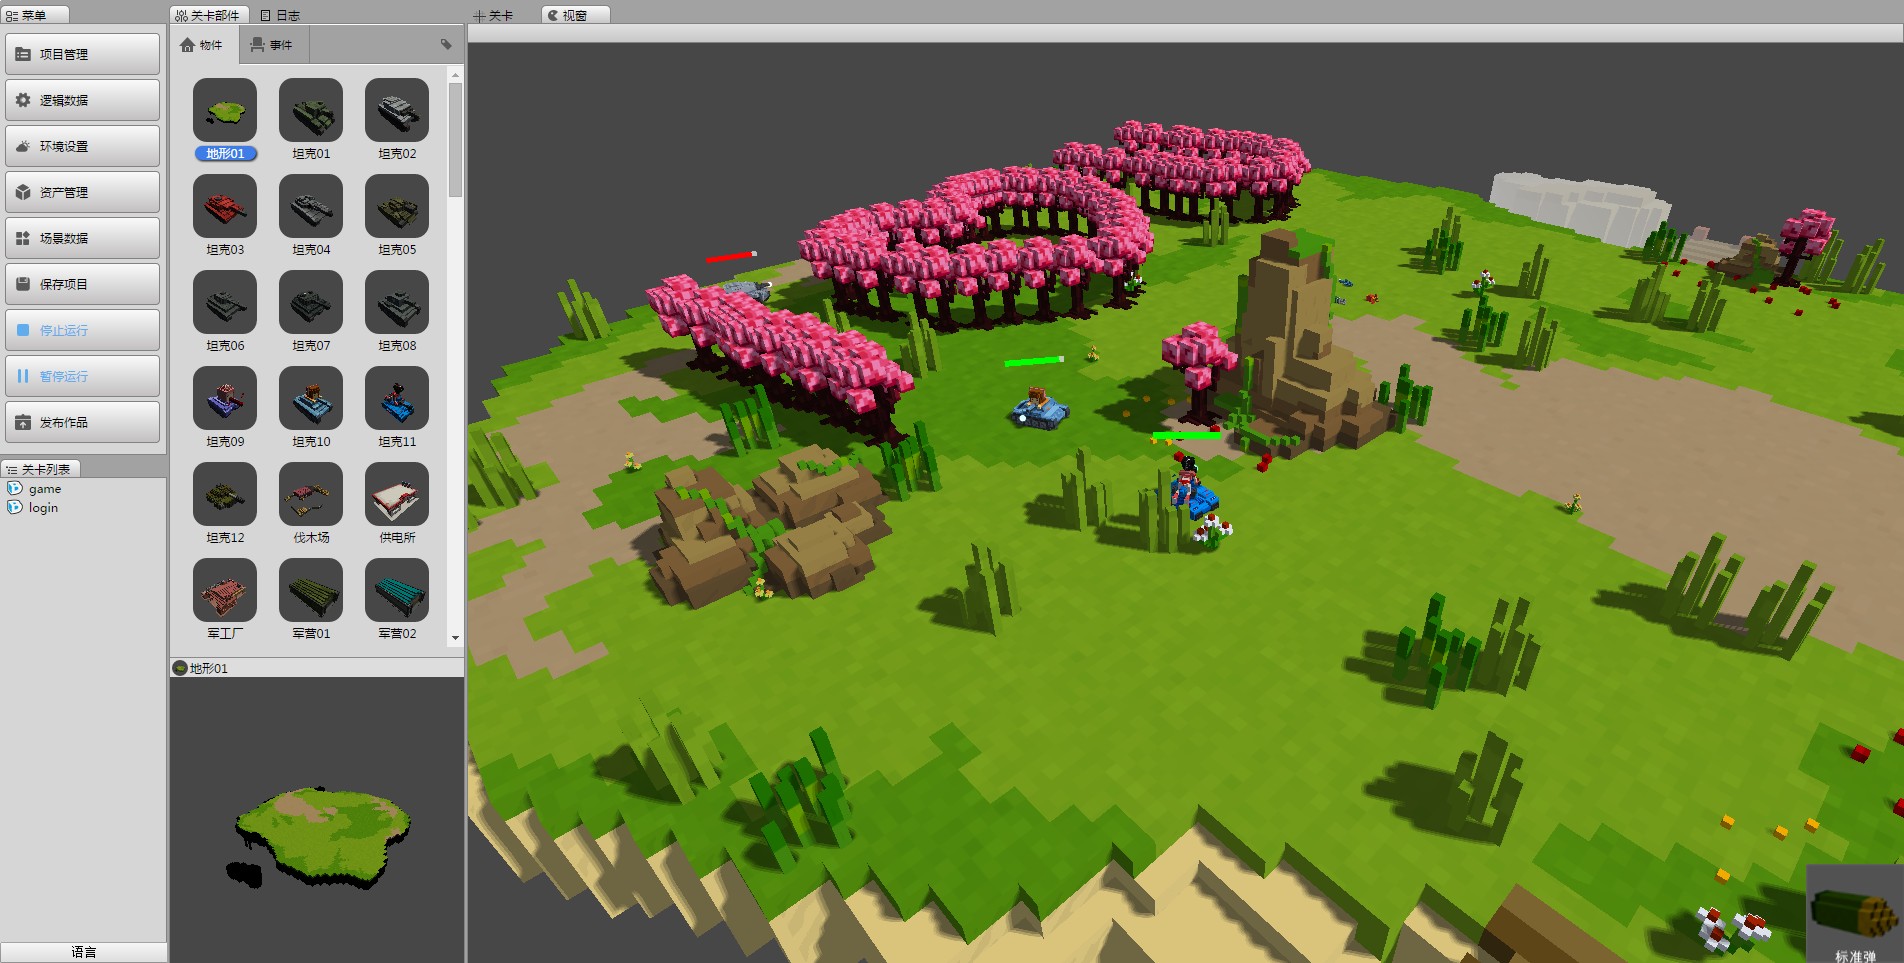 菜单
项目管理
逻辑数据
环境设置
资产管理
场景数据
保存项目
停止运行
暂停运行
发布作品
关卡列表
game
login
语言
关卡部件
日志
物件
事件
地形01
坦克01
坦克02
坦克03
坦克04
坦克05
坦克06
坦克07
坦克08
坦克09
坦克10
坦克11
坦克12
伐木场
供电所
军工厂
军营01
军营02
地形01
关卡
视窗
标准弹